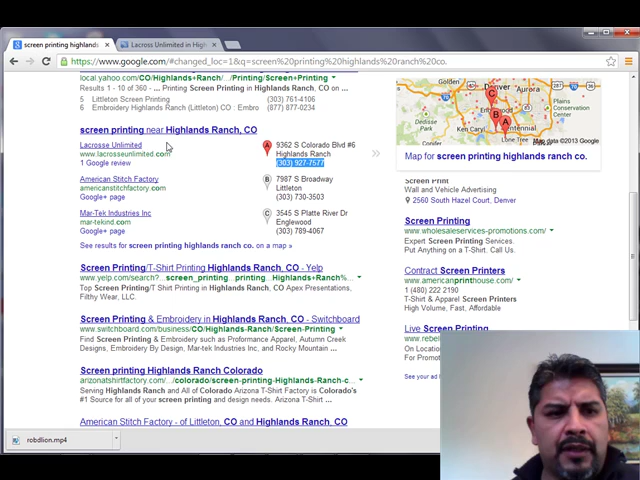 screen printing highlands
Lacross Unlimited in High
https://www.google.com/#changed_loc=1&q=screen%20printing%20highlands%20ranch%20co.
local.yahoo.com/CO/Highlands+Ranch/.../Printing/Screen+Printing
Results - 1 - 10 of 360 - ... Printing Screen Printing in Highlands Ranch, CO on ...
5 Littleton Screen Printing (303) 761-4106
6 Embroidery Highlands Ranch (Littleton) CO : Embro (877) 877-0234
screen printing near Highlands Ranch, CO
Lacrosse Unlimited
www.lacrosseunlimited.com
1 Google review
A
9362 S Colorado Blvd #6
Highlands Ranch
(303) 927-7577
American Stitch Factory
americanstitchfactory.com
Google+ page
B
7987 S Broadway
Littleton
(303) 730-3503
Mar-Tek Industries Inc
mar-tekind.com
Google+ page
C
3545 S Platte River Dr
Englewood
(303) 789-4067
See results for screen printing highlands ranch co. on a map »
Screen Printing/T-Shirt Printing Highlands Ranch, CO - Yelp
www.yelp.com/search?..screen_printing_printing...Highlands+Ranch%...
Top Screen Printing/T Shirt Printing in Highlands Ranch, CO Apex Presentations,
Filthy Wear, LLC.
Screen Printing & Embroidery in Highlands Ranch, CO - Switchboard
www.switchboard.com/business/CO/Highlands-Ranch/Screen-Printing
Find Screen Printing & Embroidery such as Proformance Apparel, Autumn Creek
Designs, Embroidery By Design, Mar-tek Industries Inc, and Rocky Mountain ...
Screen Printing Highlands Ranch Colorado
arizonatshirtfactory.com/.../colorado/screen-printing-Highlands-Ranch-c...
Serving Highlands Ranch and All of Colorado Arizona T-Shirt Factory is Colorado's
#1 Source for all of your screen printing and design needs. Arizona T-Shirt ...
American Stitch Factory - of Littleton, CO and Highlands Ranch, CO
Golden
Denver
Plains
Conservation
Center
Ken Caryl
Centennial
Lone Tree
Map data ©2013 Google
C
B
A
Map for screen printing highlands ranch co.
Screen Print
Wall and Vehicle Advertising
2560 South Hazel Court, Denver
Screen Printing
www.wholesaleservices-promotions.com/
Expert Screen Printing Services.
Put Anything on a T-Shirt. Call Us.
Contract Screen Printers
www.americanprinthouse.com/
1 (480) 222 2190
T-Shirt & Apparel Screen Printers
High Volume, Fast, Affordable
Live Screen
www.rebel
On Locatio
For Promo
See your ad
robdlion.mp4